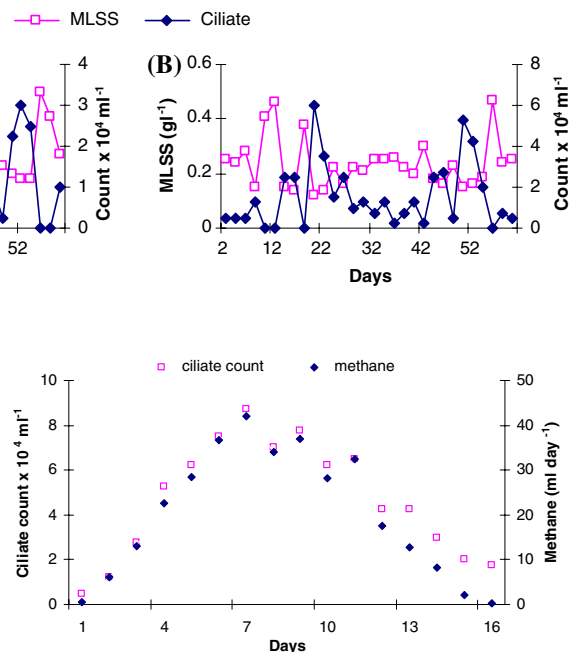 MLSS Ciliate
4
3
2
1
0
Count x 10⁴ ml⁻¹
52
(B)
0.6
0.4
0.2
0
MLSS (gl⁻¹)
8
6
4
2
0
Count x 10⁴ ml⁻¹
2 12 22 32 42 52
Days
ciliate count methane
10
8
6
4
2
0
Ciliate count x 10⁴ ml⁻¹
50
40
30
20
10
0
Methane (ml day⁻¹)
1 4 7 10 13 16
Days